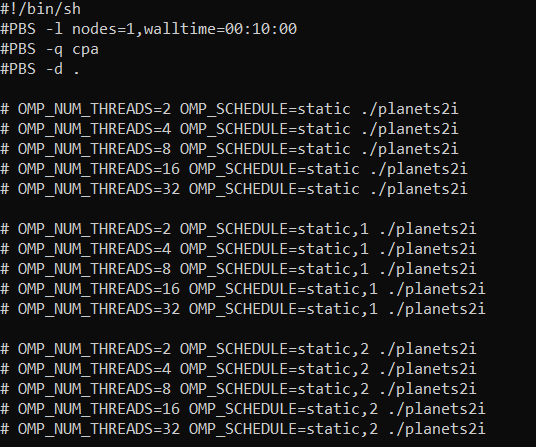 #!/bin/sh
#PBS -l nodes=1,walltime=00:10:00
#PBS -q cpa
#PBS -d .

# OMP_NUM_THREADS=2 OMP_SCHEDULE=static ./planets2i
# OMP_NUM_THREADS=4 OMP_SCHEDULE=static ./planets2i
# OMP_NUM_THREADS=8 OMP_SCHEDULE=static ./planets2i
# OMP_NUM_THREADS=16 OMP_SCHEDULE=static ./planets2i
# OMP_NUM_THREADS=32 OMP_SCHEDULE=static ./planets2i

# OMP_NUM_THREADS=2 OMP_SCHEDULE=static,1 ./planets2i
# OMP_NUM_THREADS=4 OMP_SCHEDULE=static,1 ./planets2i
# OMP_NUM_THREADS=8 OMP_SCHEDULE=static,1 ./planets2i
# OMP_NUM_THREADS=16 OMP_SCHEDULE=static,1 ./planets2i
# OMP_NUM_THREADS=32 OMP_SCHEDULE=static,1 ./planets2i

# OMP_NUM_THREADS=2 OMP_SCHEDULE=static,2 ./planets2i
# OMP_NUM_THREADS=4 OMP_SCHEDULE=static,2 ./planets2i
# OMP_NUM_THREADS=8 OMP_SCHEDULE=static,2 ./planets2i
# OMP_NUM_THREADS=16 OMP_SCHEDULE=static,2 ./planets2i
# OMP_NUM_THREADS=32 OMP_SCHEDULE=static,2 ./planets2i